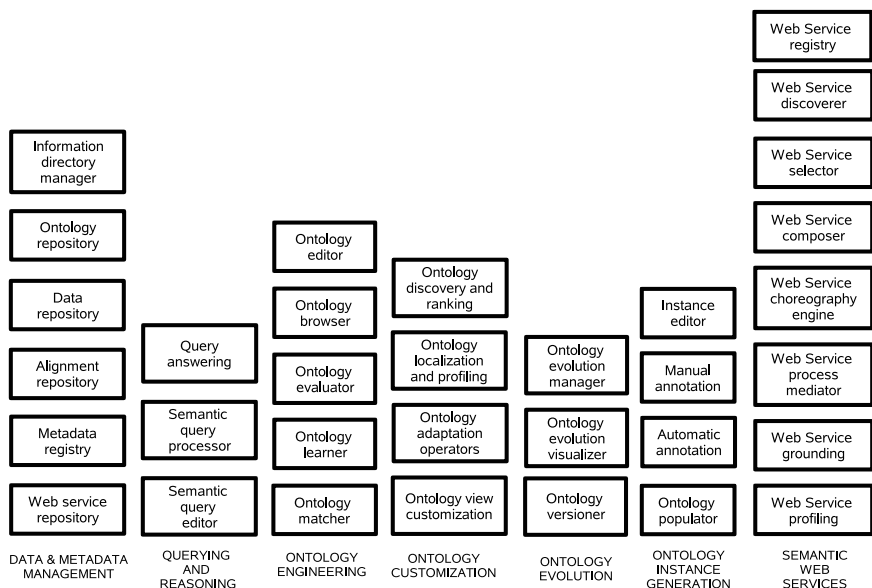 Information
directory
manager
Ontology
repository
Data
repository
Alignment
repository
Metadata
registry
Web service
repository
DATA & METADATA
MANAGEMENT
Query
answering
Semantic
query
processor
Semantic
query
editor
QUERYING
AND
REASONING
Ontology
editor
Ontology
browser
Ontology
evaluator
Ontology
learner
Ontology
matcher
ONTOLOGY
ENGINEERING
Ontology
discovery and
ranking
Ontology
localization
and profiling
Ontology
adaptation
operators
Ontology view
customization
ONTOLOGY
CUSTOMIZATION
Ontology
evolution
manager
Ontology
evolution
visualizer
Ontology
versioner
ONTOLOGY
EVOLUTION
Instance
editor
Manual
annotation
Automatic
annotation
Ontology
populator
ONTOLOGY
INSTANCE
GENERATION
Web Service
registry
Web Service
discoverer
Web Service
selector
Web Service
composer
Web Service
choreography
engine
Web Service
process
mediator
Web Service
grounding
Web Service
profiling
SEMANTIC
WEB
SERVICES